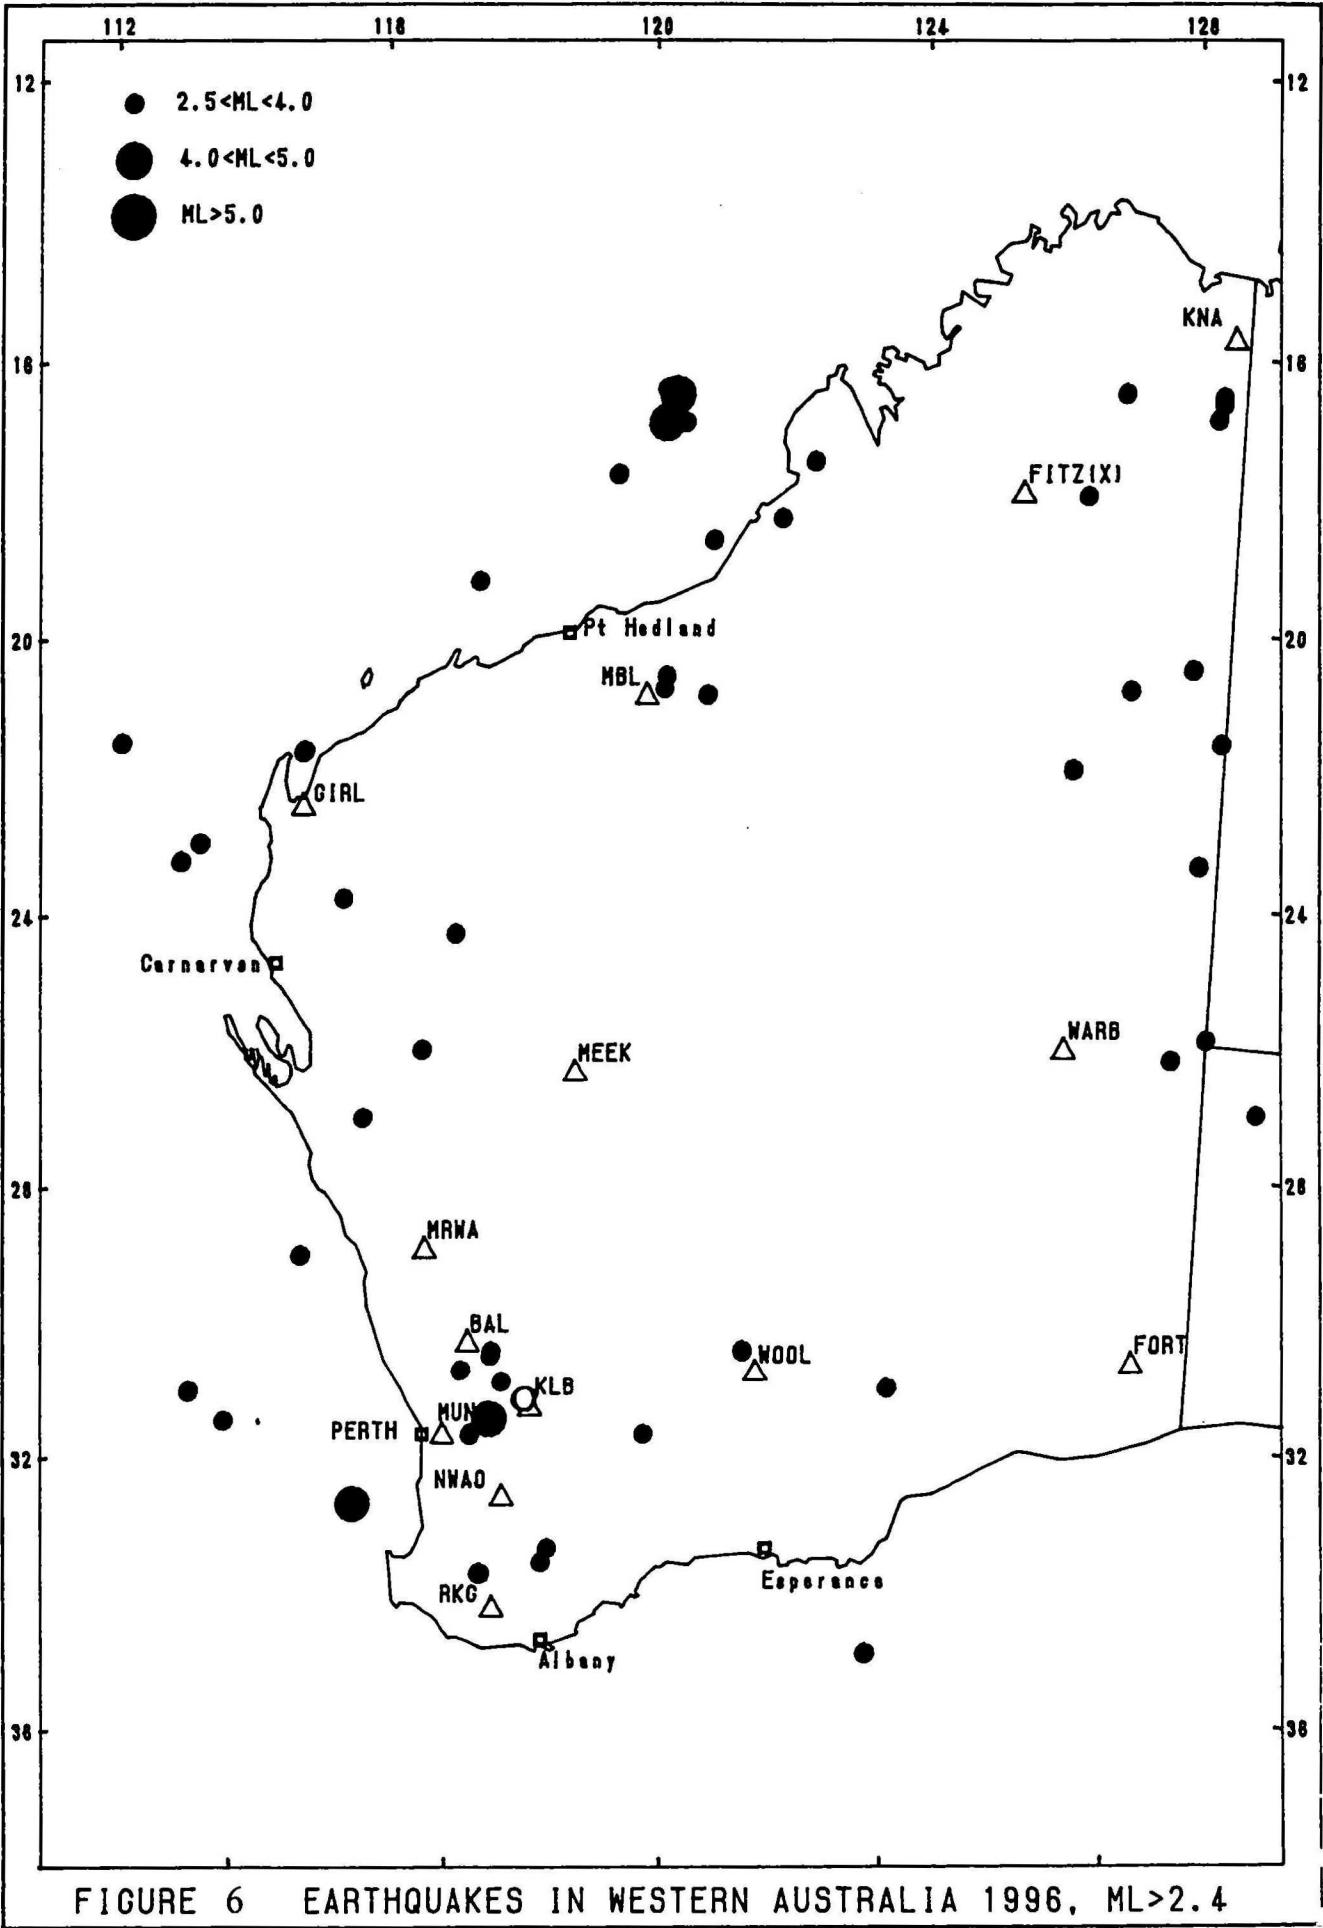 112 116 120 124 128
12 12
2.5<ML<4.0
4.0<ML<5.0
ML>5.0
KNA
16 16
FITZ(X)
20 20
Pt Hedland
MBL
GIRL
24 24
Carnarvon
WARB
MEEK
28 28
MRWA
BAL
FORT
WOOL
KLB
MUN
PERTH
32 32
NWAO
Esperance
RKG
Albany
36 36
FIGURE 6 EARTHQUAKES IN WESTERN AUSTRALIA 1996, ML>2.4